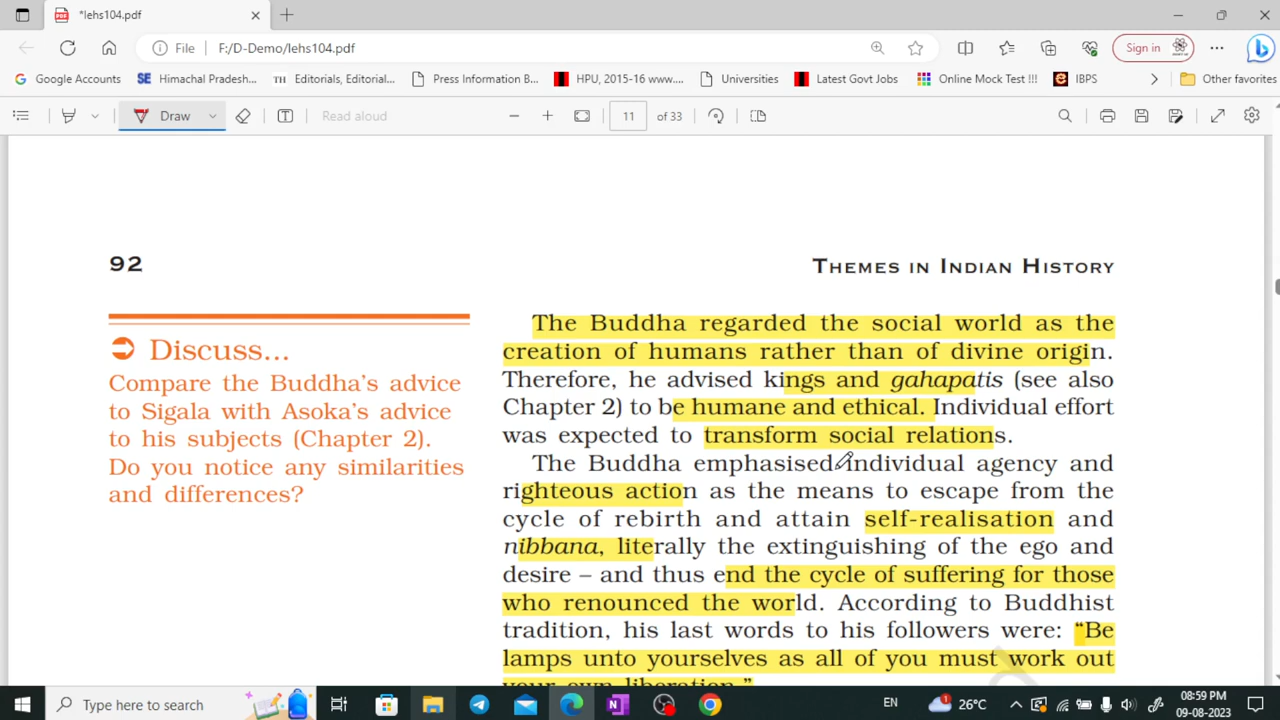 *lehs104.pdf
File F:/D-Demo/lehs104.pdf Sign in
Google Accounts SE Himachal Pradesh... TH Editorials, Editorial... Press Information B... HPU, 2015-16 www.... Universities Latest Govt Jobs Online Mock Test !!! IBPS Other favorites
Draw Read aloud 11 of 33
92
THEMES IN INDIAN HISTORY
Discuss...
Compare the Buddha's advice
to Sigala with Asoka's advice
to his subjects (Chapter 2).
Do you notice any similarities
and differences?
The Buddha regarded the social world as the
creation of humans rather than of divine origin.
Therefore, he advised kings and gahapatis (see also
Chapter 2) to be humane and ethical. Individual effort
was expected to transform social relations.
The Buddha emphasised individual agency and
righteous action as the means to escape from the
cycle of rebirth and attain self-realisation and
nibbana, literally the extinguishing of the ego and
desire – and thus end the cycle of suffering for those
who renounced the world. According to Buddhist
tradition, his last words to his followers were: “Be
lamps unto yourselves as all of you must work out
your own liberation.”
Type here to search 26°C EN 08:59 PM
09-08-2023